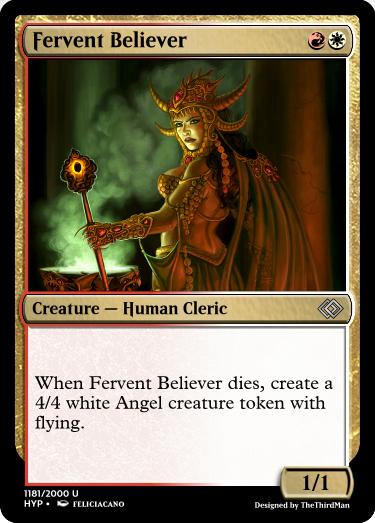 Fervent Believer
Creature — Human Cleric
When Fervent Believer dies, create a
4/4 white Angel creature token with
flying.
1/1
1181/2000 U
HYP • FELICIACANO
Designed by TheThirdMan